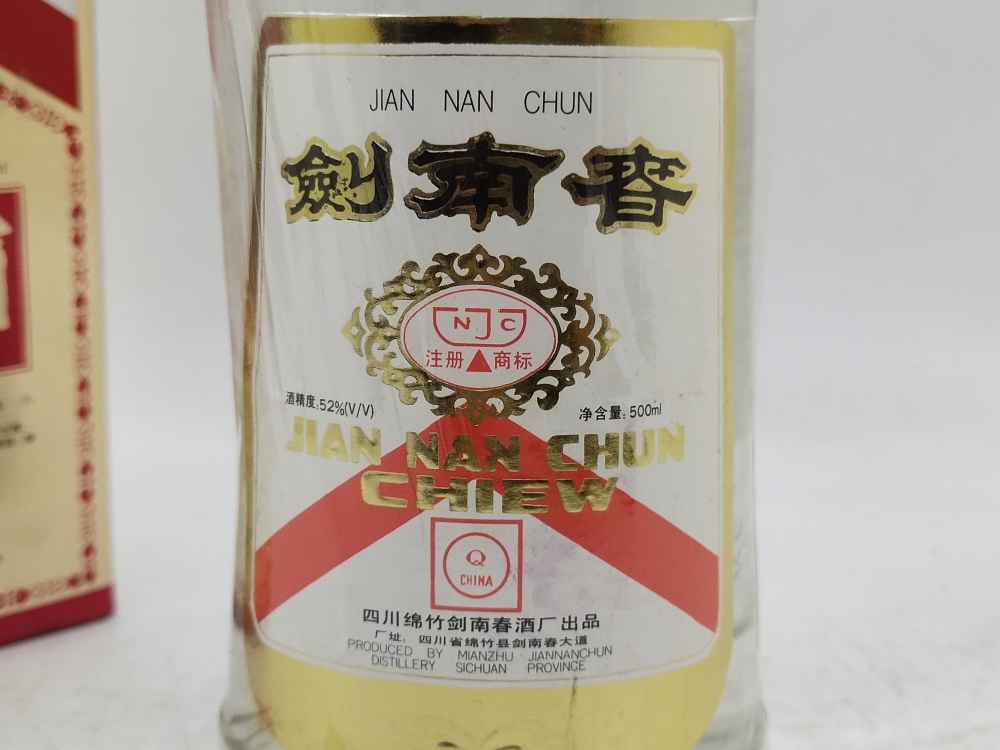 JIAN NAN CHUN
劍南春
NJC
注册商标
酒精度:52%(V/V)
净含量:500ml
JIAN NAN CHUN
CHIEW
Q
CHINA
四川绵竹剑南春酒厂出品
厂址:四川省绵竹县剑南春大道
PRODUCED BY MIANZHU JIANNANCHUN
DISTILLERY SICHUAN PROVINCE